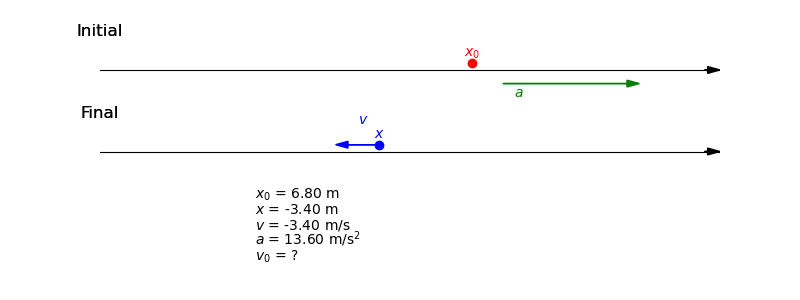 Initial
x₀
a
Final
v
x
x₀ = 6.80 m
x = -3.40 m
v = -3.40 m/s
a = 13.60 m/s²
v₀ = ?